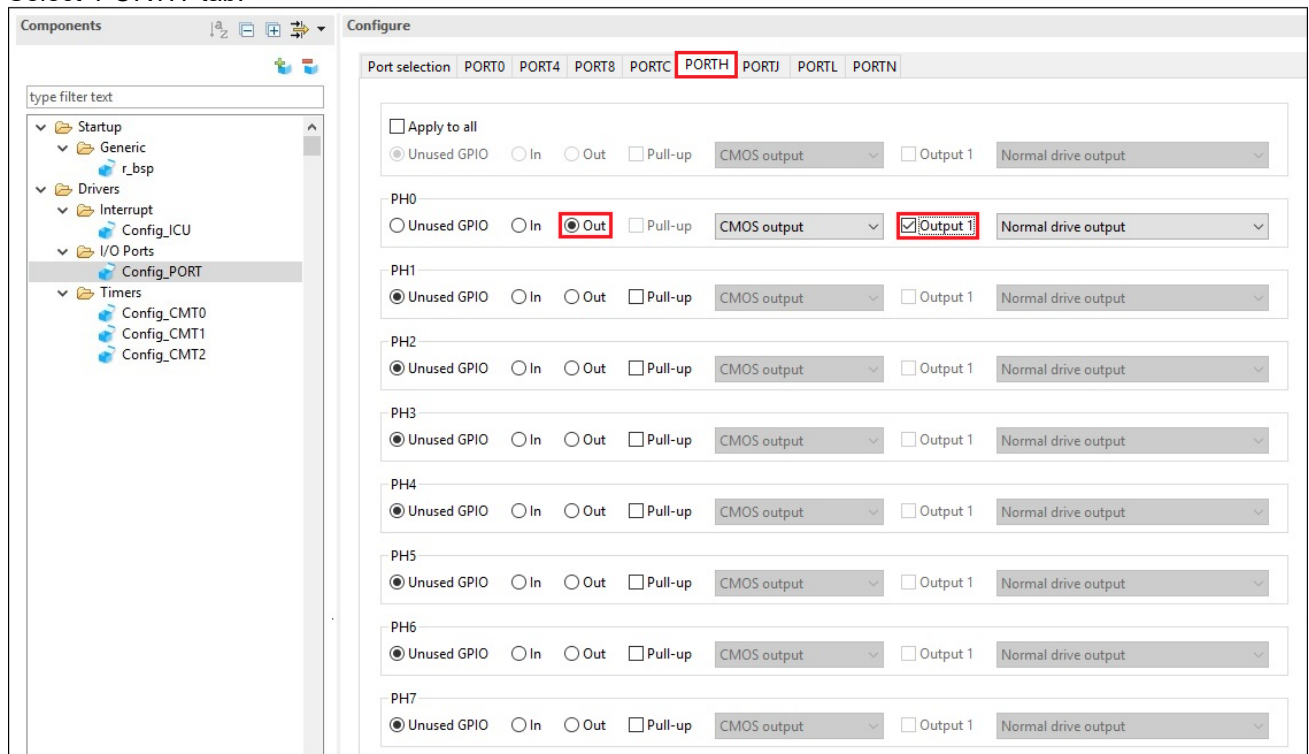 Components
Configure
Port selection PORT0 PORT4 PORT8 PORTC PORTH PORTJ PORTL PORTN
type filter text
Startup
Generic
r_bsp
Drivers
Interrupt
Config_ICU
I/O Ports
Config_PORT
Timers
Config_CMT0
Config_CMT1
Config_CMT2
Apply to all
Unused GPIO In Out Pull-up CMOS output Output 1 Normal drive output
PH0
Unused GPIO In Out Pull-up CMOS output Output 1 Normal drive output
PH1
Unused GPIO In Out Pull-up CMOS output Output 1 Normal drive output
PH2
Unused GPIO In Out Pull-up CMOS output Output 1 Normal drive output
PH3
Unused GPIO In Out Pull-up CMOS output Output 1 Normal drive output
PH4
Unused GPIO In Out Pull-up CMOS output Output 1 Normal drive output
PH5
Unused GPIO In Out Pull-up CMOS output Output 1 Normal drive output
PH6
Unused GPIO In Out Pull-up CMOS output Output 1 Normal drive output
PH7
Unused GPIO In Out Pull-up CMOS output Output 1 Normal drive output